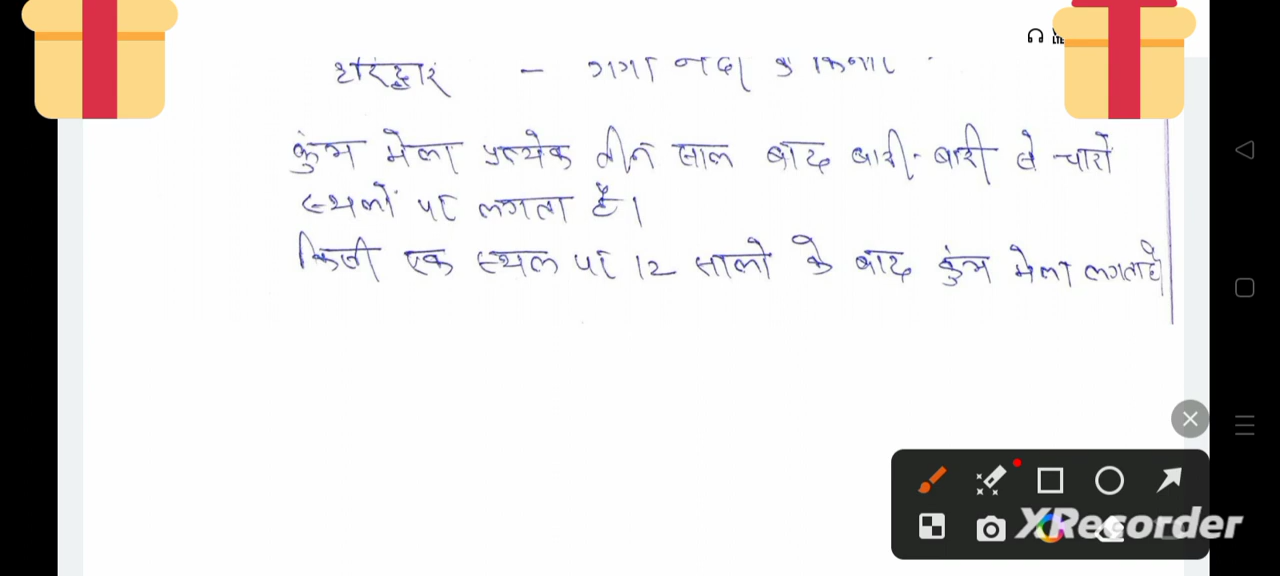 हरिद्वार - गंगा नदी के किनारे
कुंभ मेला प्रत्येक तीन साल बाद बारी-बारी से चारों
स्थलों पर लगता है।
किसी एक स्थल पर 12 सालों के बाद कुंभ मेला लगता है
XRecorder